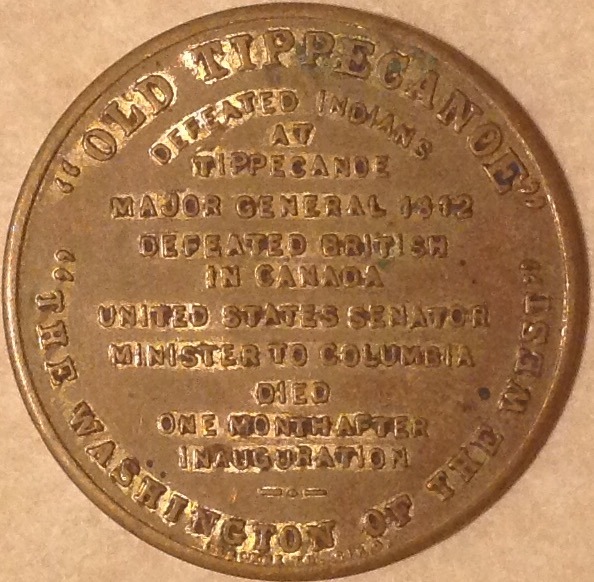 "OLD TIPPECANOE"
DEFEATED INDIANS
AT
TIPPECANOE
MAJOR GENERAL 1812
DEFEATED BRITISH
IN CANADA
UNITED STATES SENATOR
MINISTER TO COLUMBIA
DIED
ONE MONTH AFTER
INAUGURATION
"THE WASHINGTON OF THE WEST"